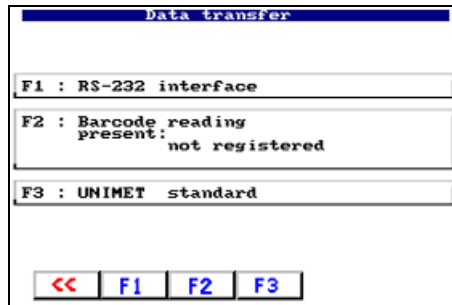 Data transfer
F1 : RS-232 interface
F2 : Barcode reading
present:
not registered
F3 : UNIMET standard
<< F1 F2 F3